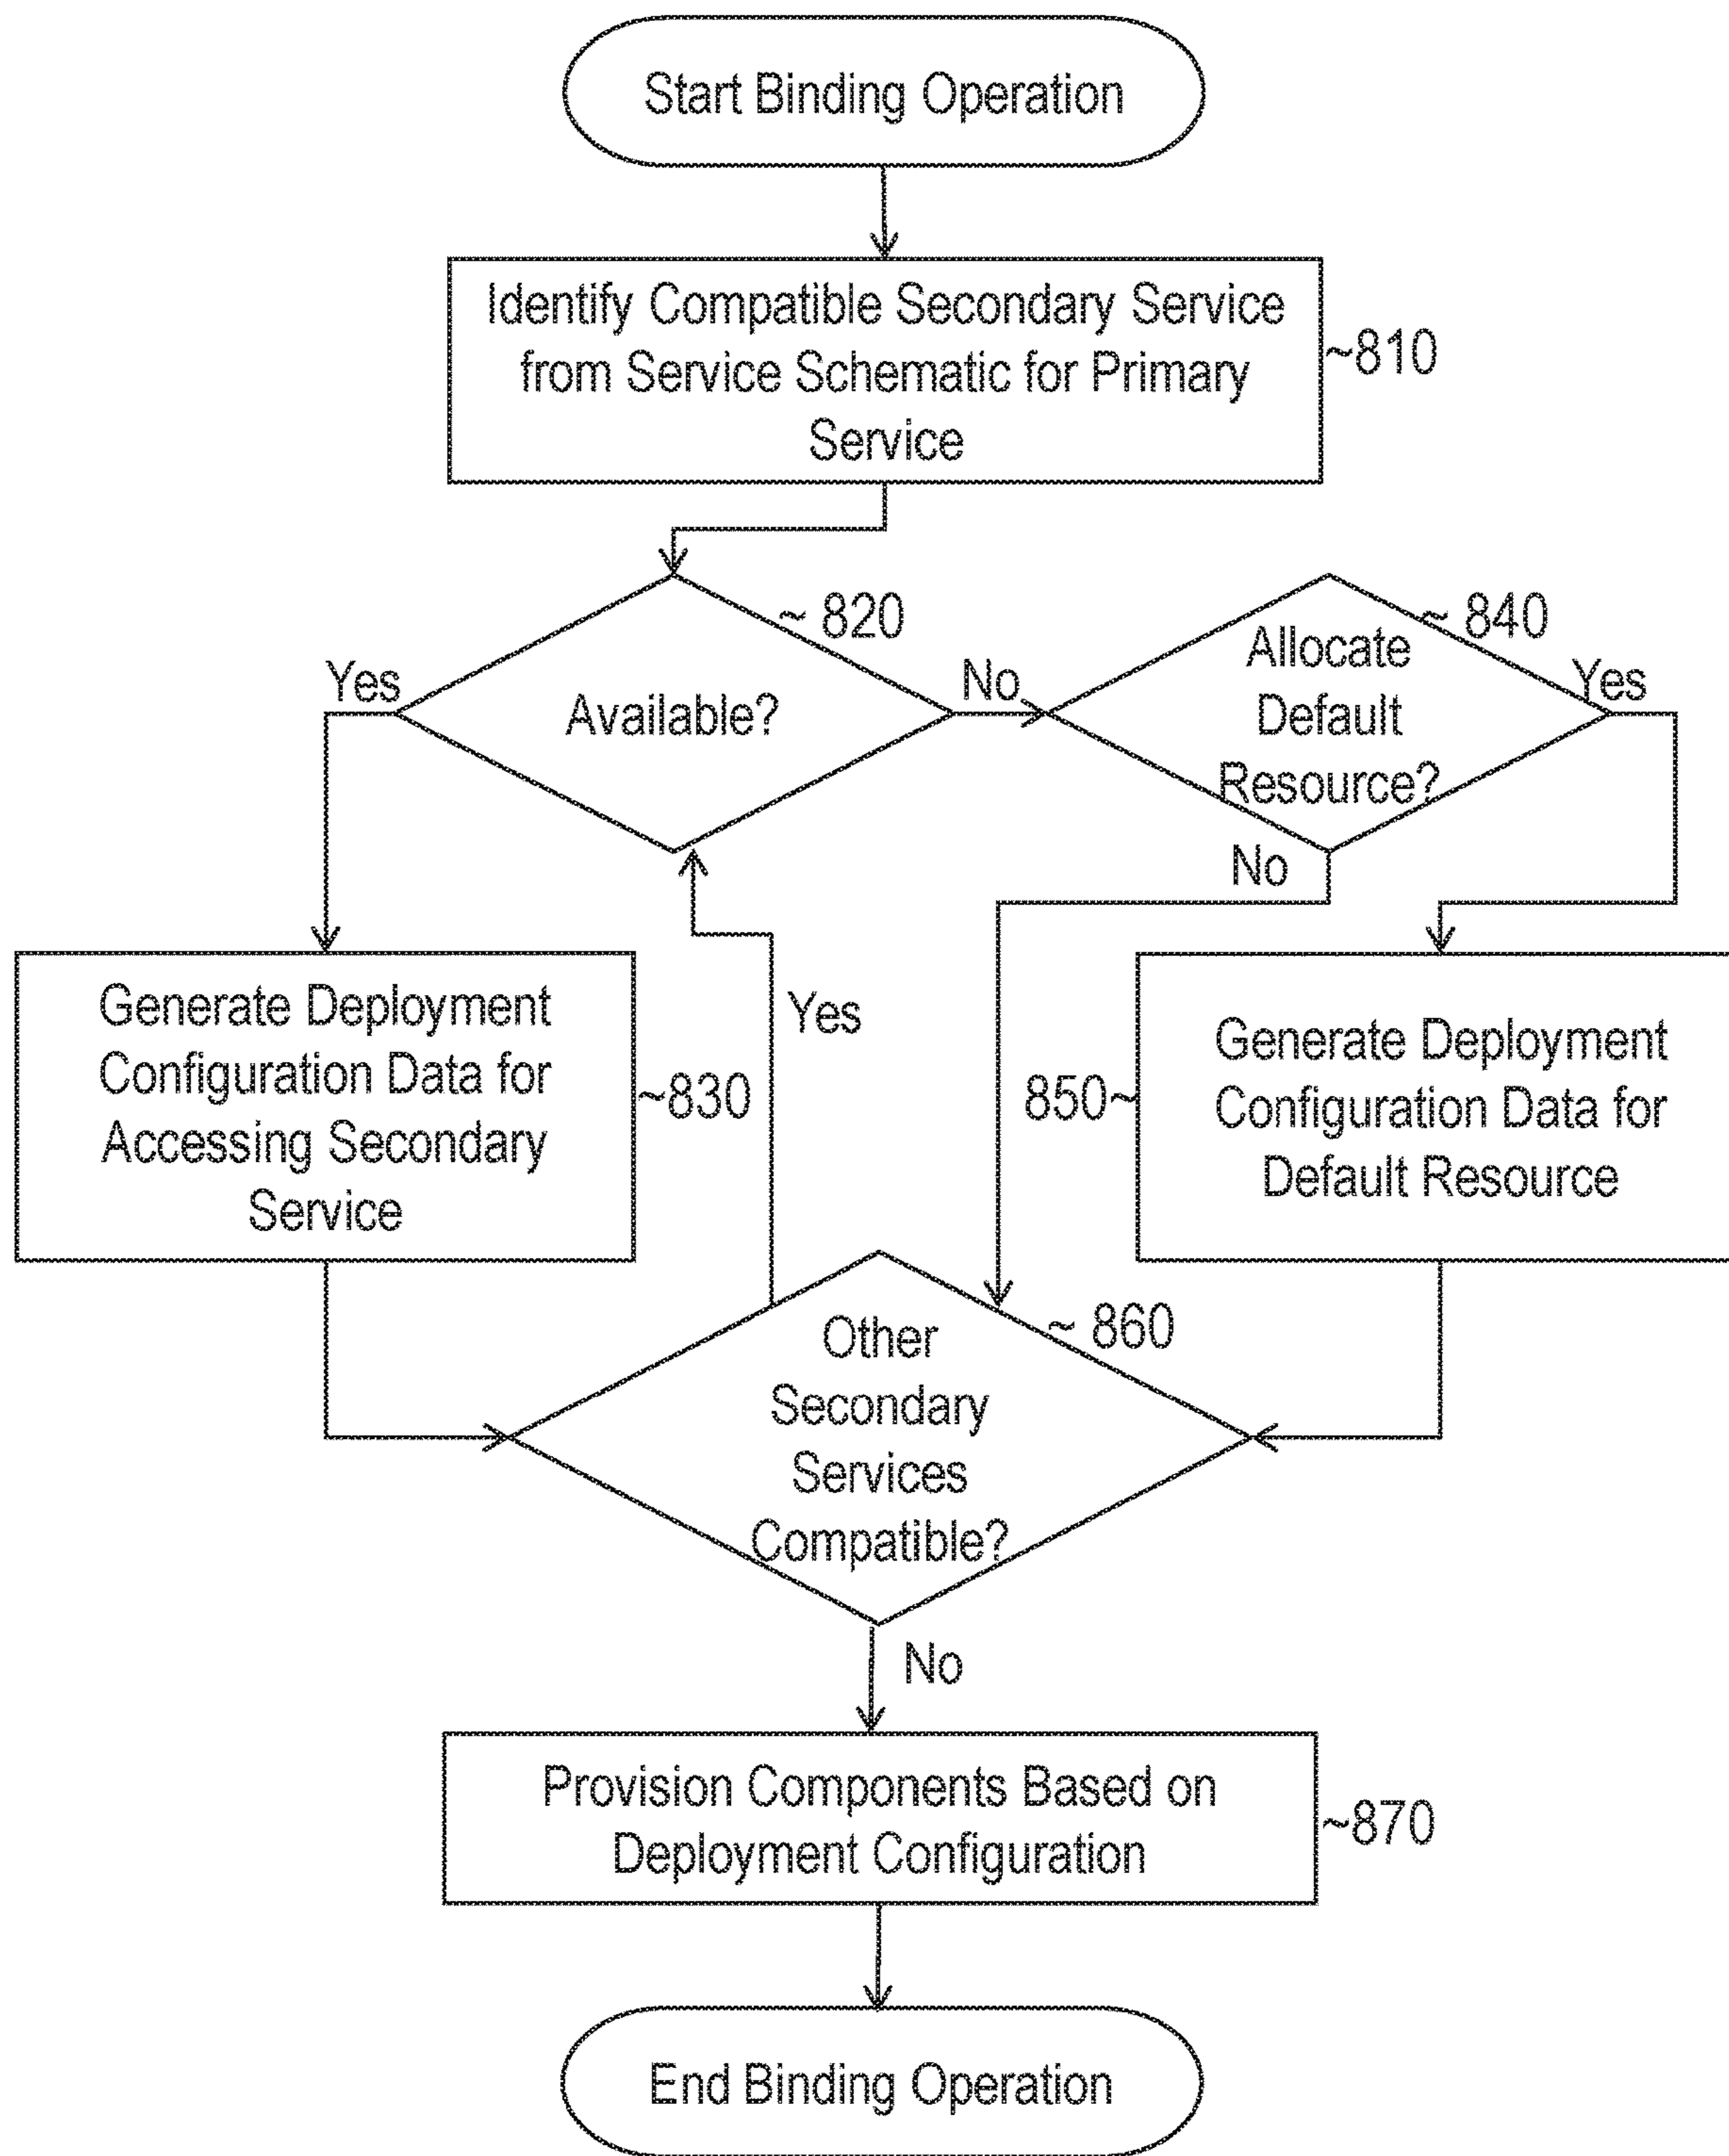 Start Binding Operation
Identify Compatible Secondary Service
from Service Schematic for Primary
Service
~810
~ 820
~ 840
Yes
Available?
No
Allocate
Default
Resource?
Yes
No
Generate Deployment
Configuration Data for
Accessing Secondary
Service
~830
Yes
850~
Generate Deployment
Configuration Data for
Default Resource
~ 860
Other
Secondary
Services
Compatible?
No
Provision Components Based on
Deployment Configuration
~870
End Binding Operation